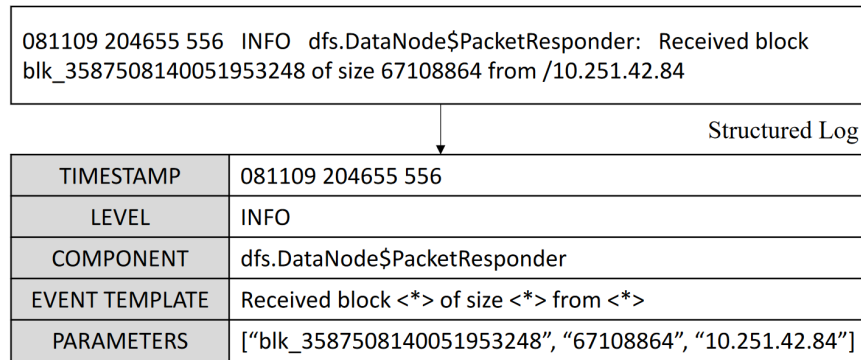 081109 204655 556 INFO dfs.DataNode$PacketResponder: Received block
blk_3587508140051953248 of size 67108864 from /10.251.42.84
Structured Log
TIMESTAMP 081109 204655 556
LEVEL INFO
COMPONENT dfs.DataNode$PacketResponder
EVENT TEMPLATE Received block <*> of size <*> from <*>
PARAMETERS [“blk_3587508140051953248”, “67108864”, “10.251.42.84”]